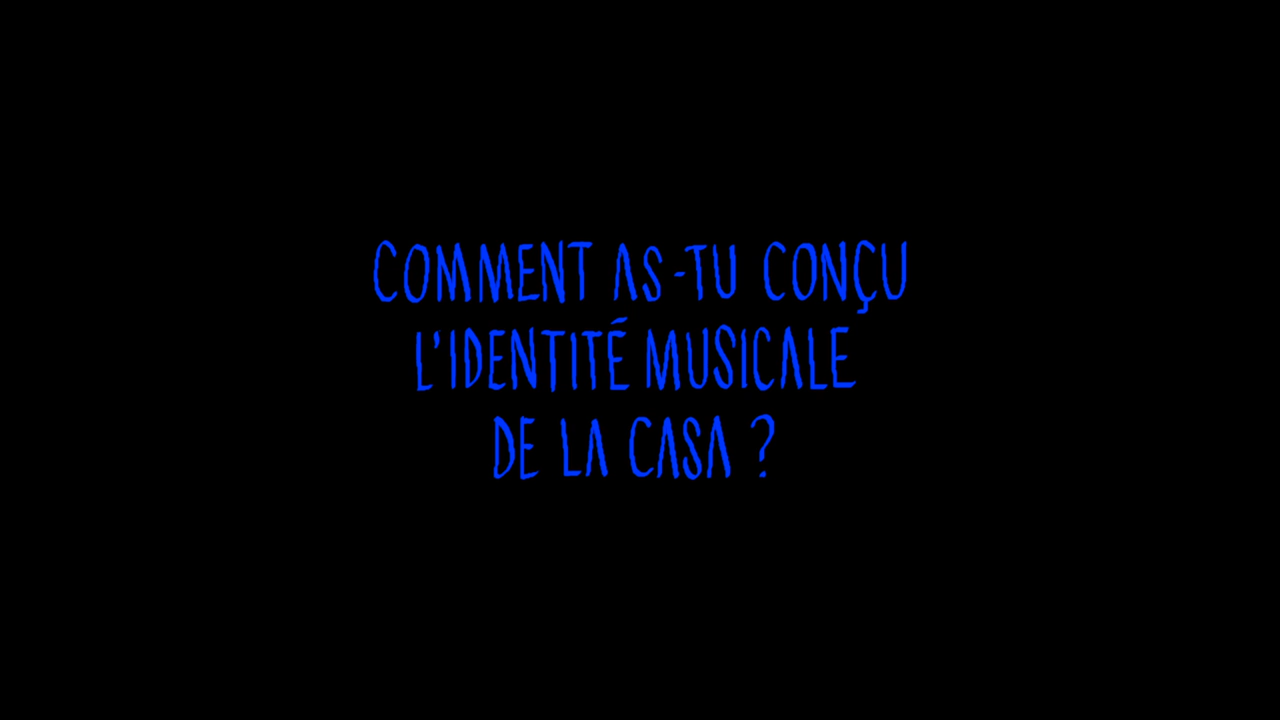 COMMENT AS-TU CONÇU
L'IDENTITÉ MUSICALE
DE LA CASA ?